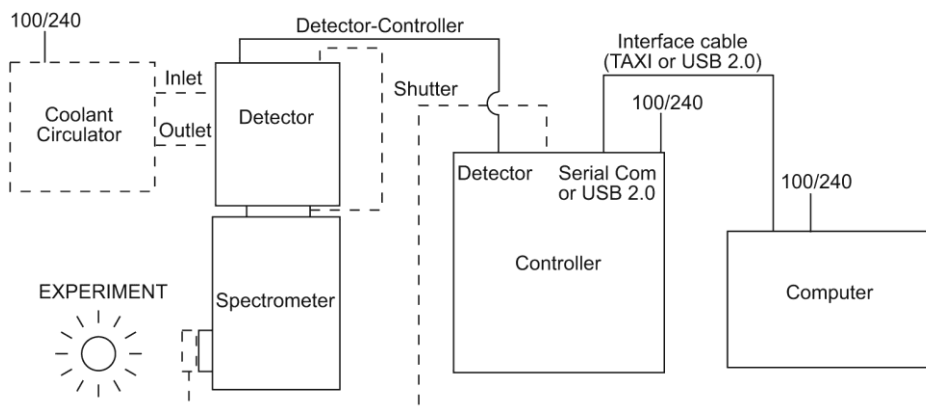 100/240
Detector-Controller
Interface cable
(TAXI or USB 2.0)
Inlet
Shutter
100/240
Coolant
Circulator
Detector
Outlet
Detector
Serial Com
or USB 2.0
100/240
Controller
EXPERIMENT
Spectrometer
Computer